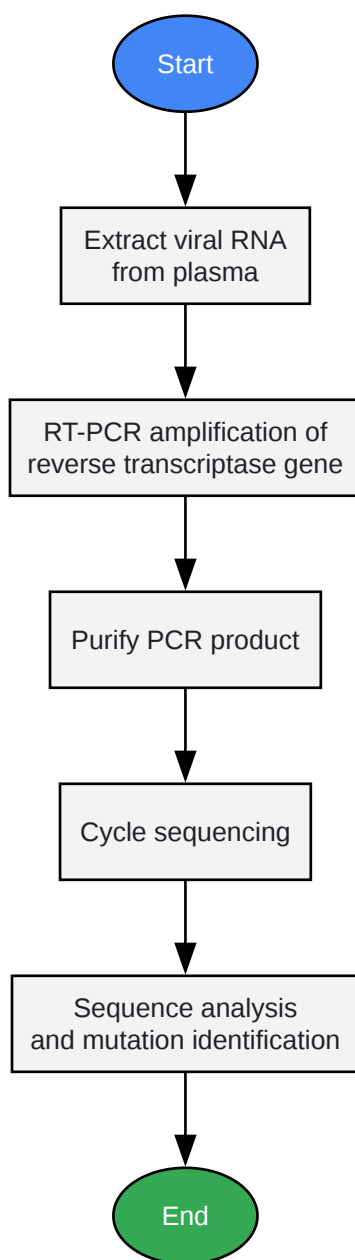 Start
Extract viral RNA
from plasma
RT-PCR amplification of
reverse transcriptase gene
Purify PCR product
Cycle sequencing
Sequence analysis
and mutation identification
End